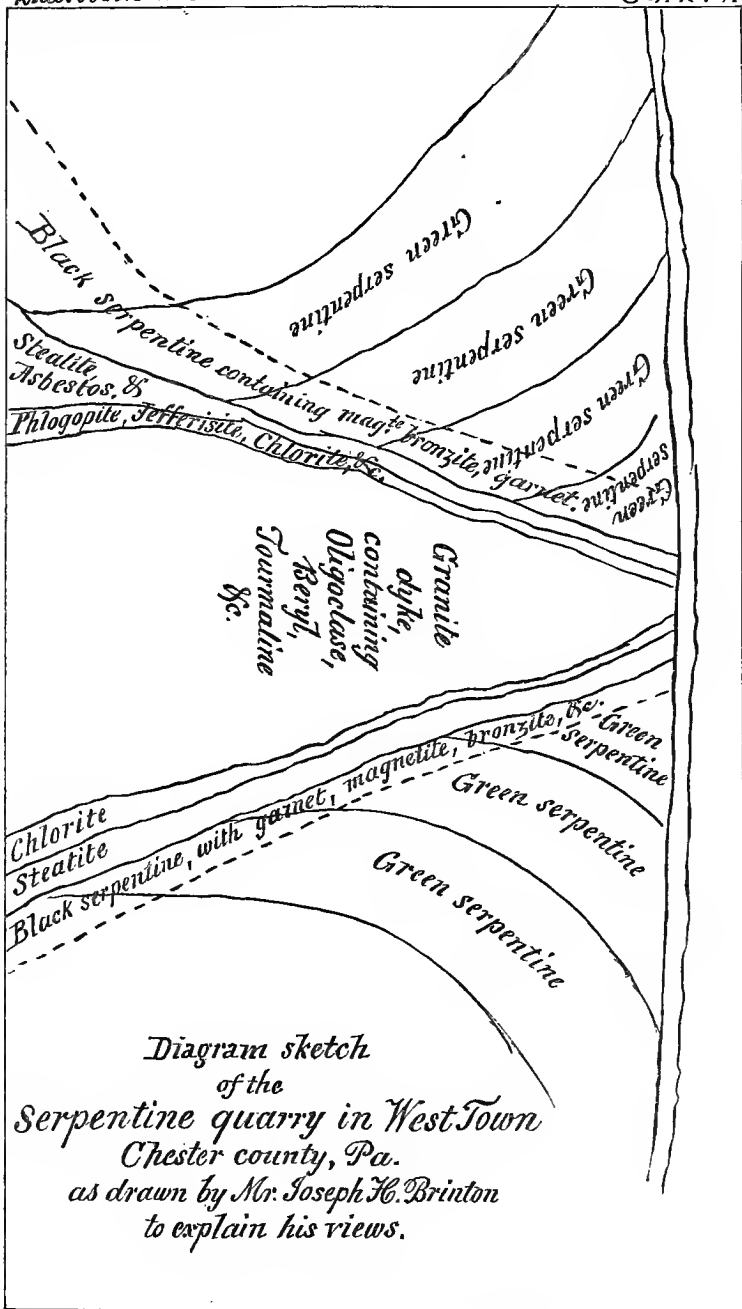 Green serpentine
Green serpentine
Green serpentine
Green
serpentine
Black serpentine containing mag.te bronzite, garnet.
Stealite,
Asbestos. &
Phlogopite, Jefferisite, Chlorite, &c.
Granite
dyke,
containing
Oligoclase,
Beryl,
Tourmaline
&c.
Chlorite
Steatite
Black serpentine, with garnet, magnetite, bronzite, &c.
Green
Serpentine
Green serpentine
Green serpentine
Diagram sketch
of the
Serpentine quarry in West Town
Chester county, Pa.
as drawn by Mr. Joseph H. Brinton
to explain his views.